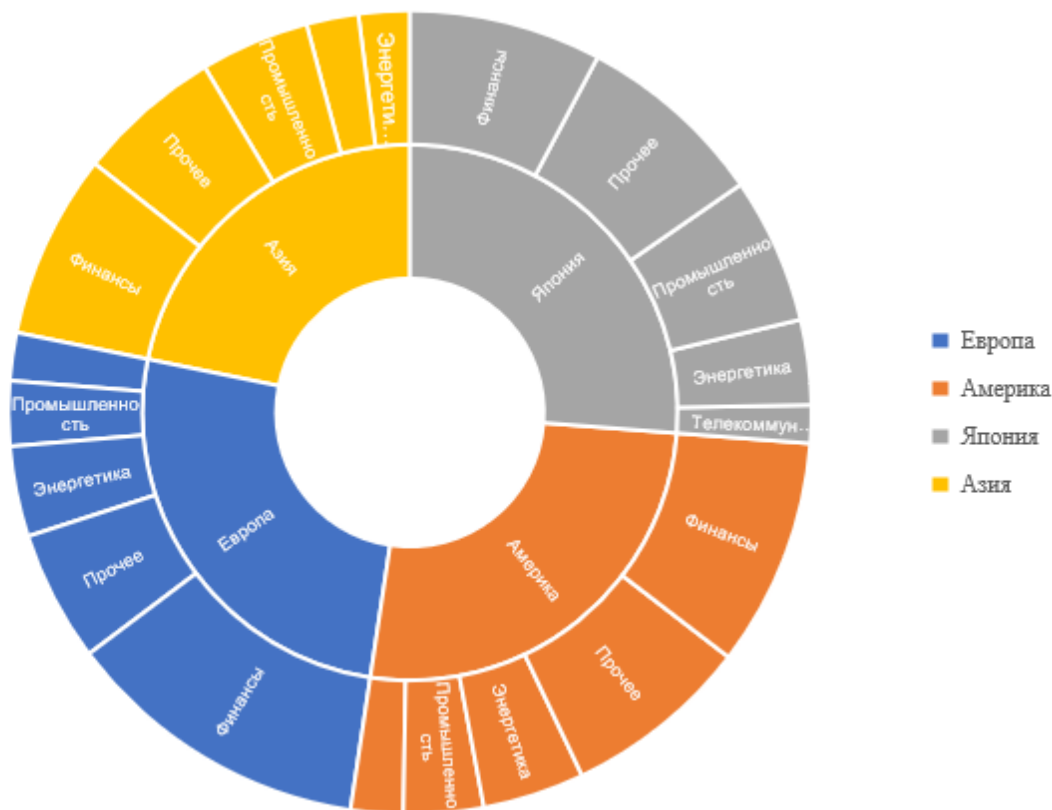 Энергети...
Промышленно
сть
Прочее
Финансы
Азия
Финансы
Прочее
Промышленно
сть
Энергетика
Телекоммун...
Япония
Финансы
Прочее
Энергетика
Промышленно
сть
Америка
Финансы
Прочее
Энергетика
Промышленно
сть
Европа
Европа
Америка
Япония
Азия